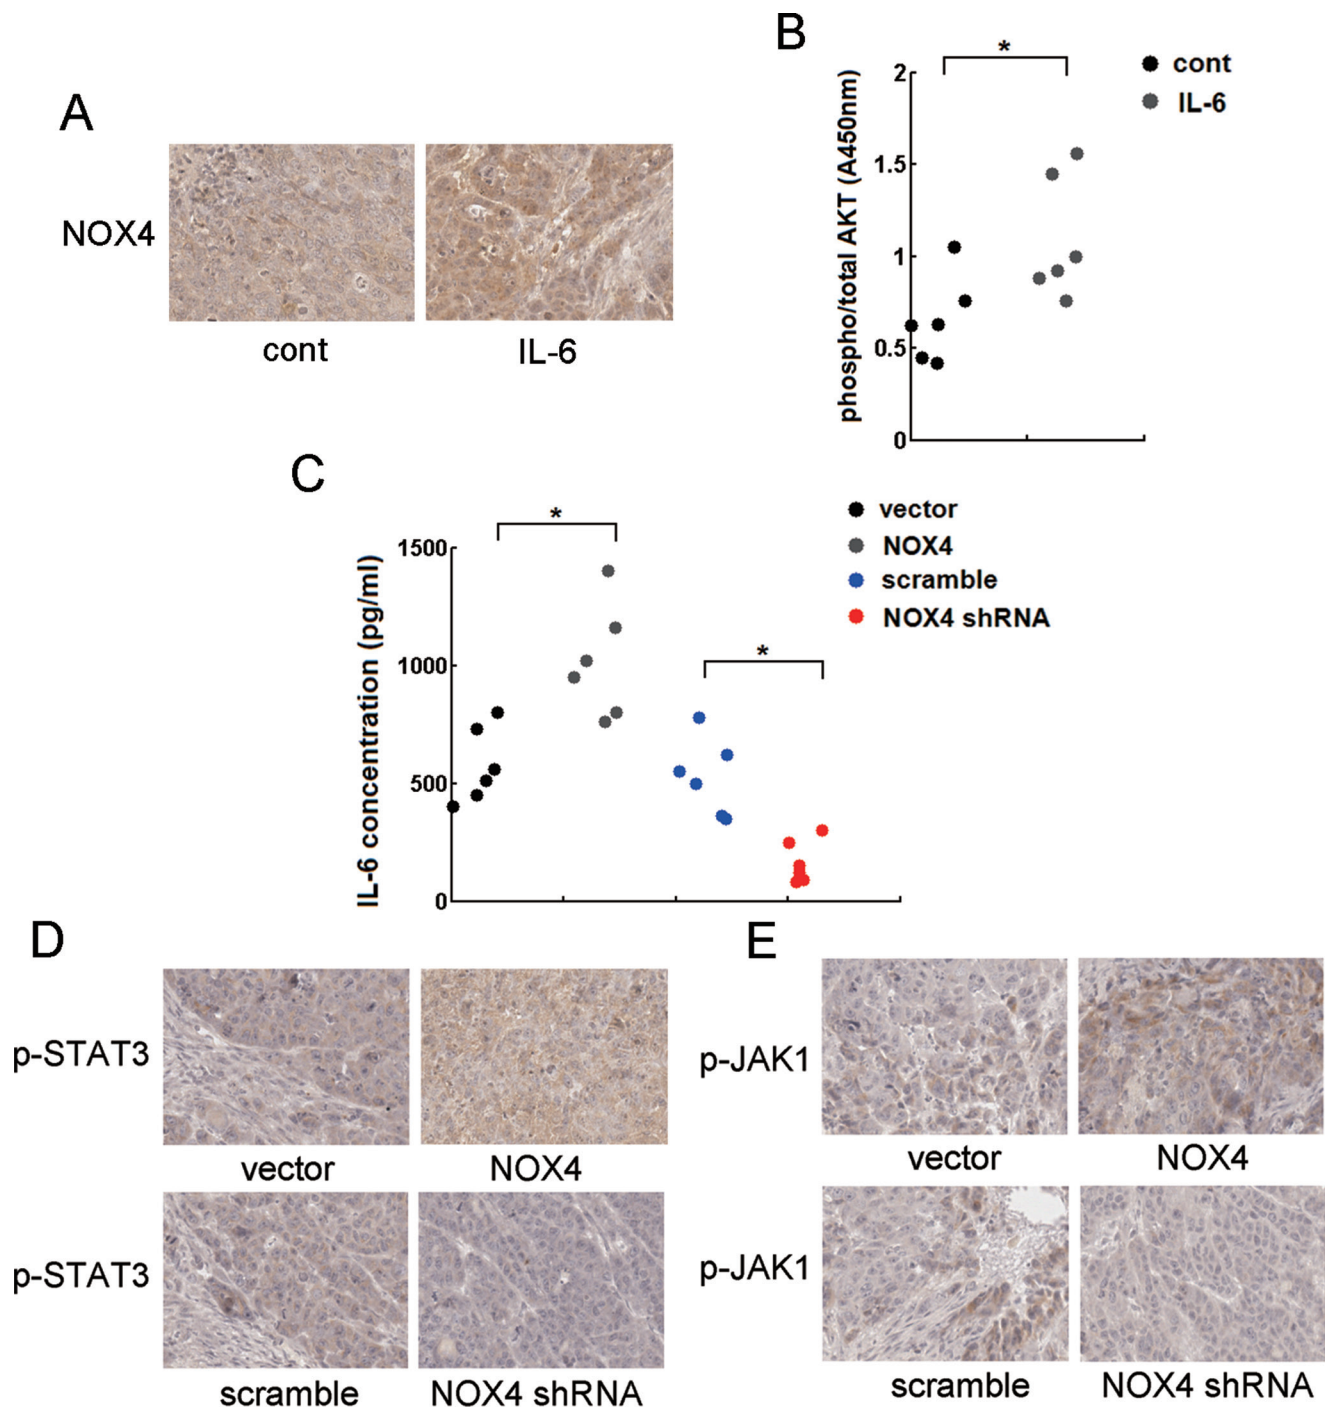 A
NOX4
cont
IL-6
B
*
cont
IL-6
phospho/total AKT (A450nm)
2
1.5
1
0.5
0
C
*
*
vector
NOX4
scramble
NOX4 shRNA
IL-6 concentration (pg/ml)
1500
1000
500
0
D
p-STAT3
vector
NOX4
p-STAT3
scramble
NOX4 shRNA
E
p-JAK1
vector
NOX4
p-JAK1
scramble
NOX4 shRNA